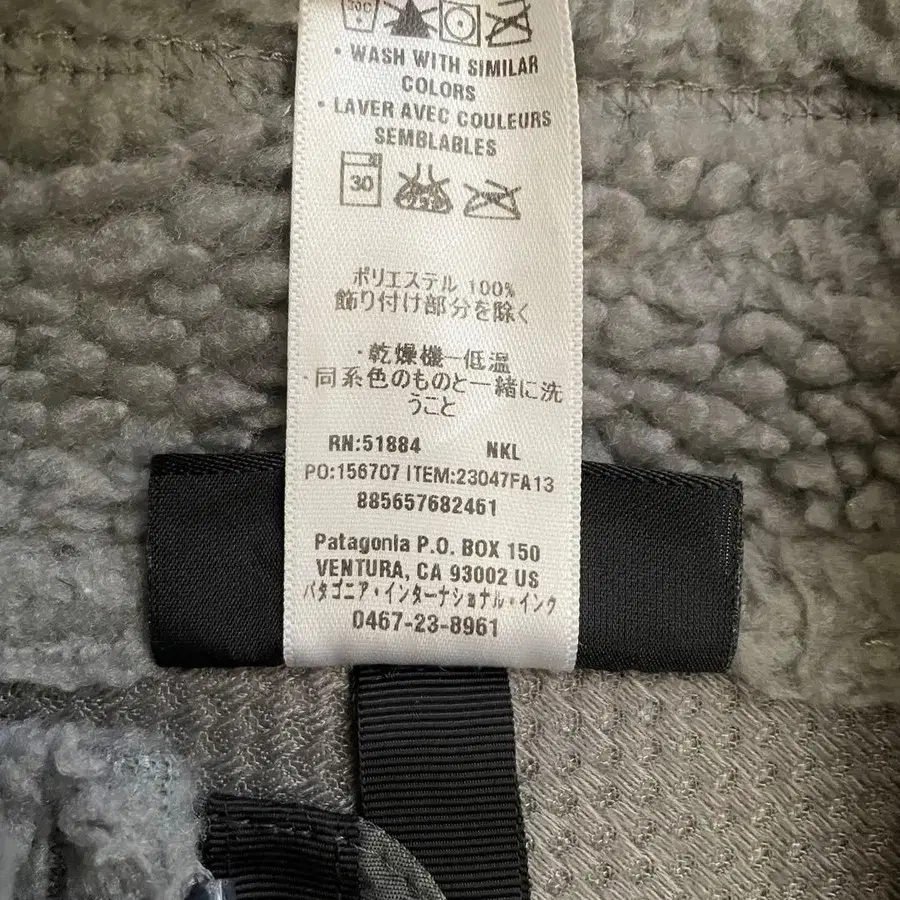 30C
• WASH WITH SIMILAR
COLORS
• LAVER AVEC COULEURS
SEMBLABLES
30
ポリエステル 100%
飾り付け部分を除く
・乾燥機一低温
・同系色のものと一緒に洗
うこと
RN:51884 NKL
PO:156707 ITEM:23047FA13
885657682461
Patagonia P.O. BOX 150
VENTURA, CA 93002 US
パタゴニア・インターナショナル・インク
0467-23-8961